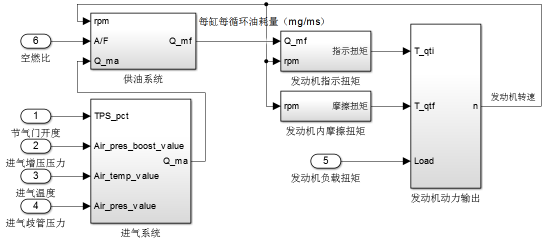 rpm
A/F
Q_ma
Q_mf
供油系统
6
空燃比
每缸每循环油耗量（mg/ms）
Q_mf
rpm
指示扭矩
发动机指示扭矩
rpm
摩擦扭矩
发动机内摩擦扭矩
5
发动机负载扭矩
T_qti
T_qtf
Load
n
发动机动力输出
发动机转速
1
节气门开度
2
进气增压压力
3
进气温度
4
进气歧管压力
TPS_pct
Air_pres_boost_value
Q_ma
Air_temp_value
Air_pres_value
进气系统